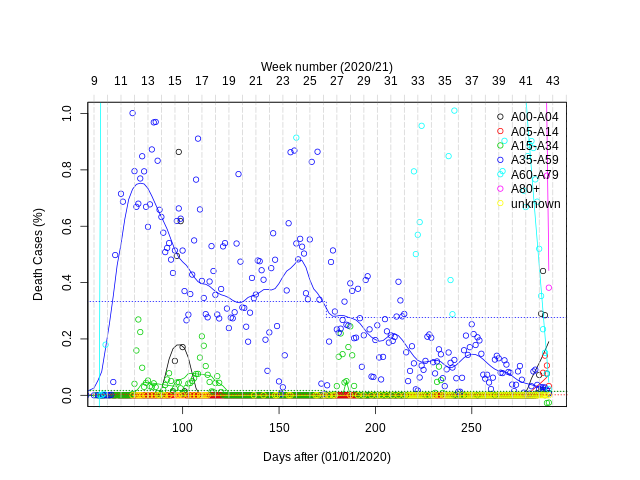 Week number (2020/21)
9 11 13 15 17 19 21 23 25 27 29 31 33 35 37 39 41 43
1.0
0.8
0.6
0.4
0.2
0.0
Death Cases (%)
A00-A04
A05-A14
A15-A34
A35-A59
A60-A79
A80+
unknown
100 150 200 250
Days after (01/01/2020)